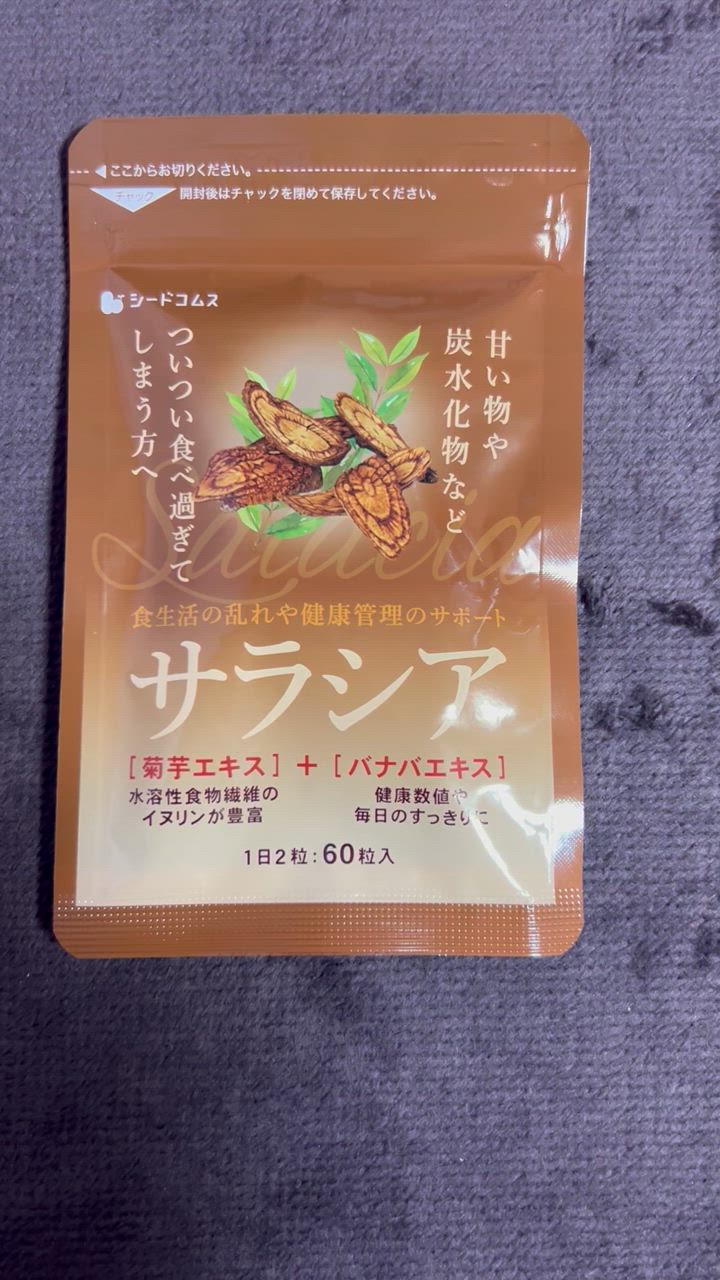 ここからお切りください。
チャック
開封後はチャックを閉めて保存してください。
シードコムス
甘い物や
炭水化物など
ついつい食べ過ぎて
しまう方へ
Salacia
食生活の乱れや健康管理のサポート
サラシア
[菊芋エキス]+[バナバエキス]
水溶性食物繊維の
イヌリンが豊富
健康数値や
毎日のすっきりに
1日2粒:60粒入